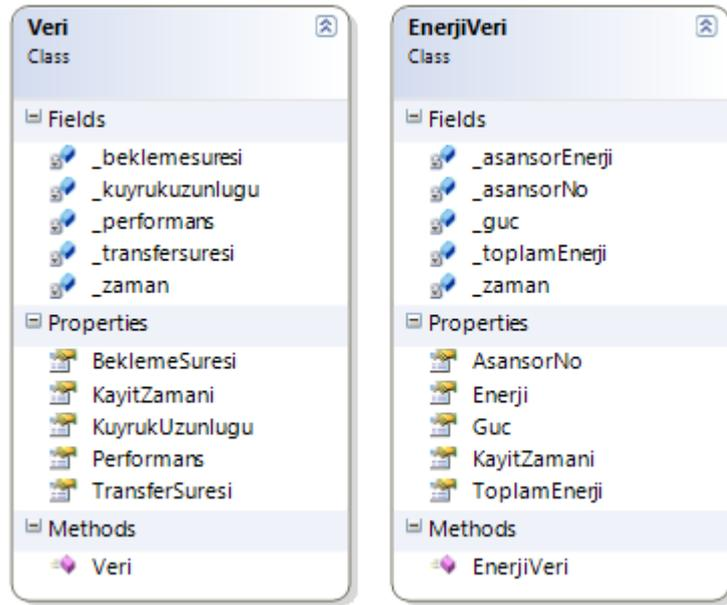 Veri
Class
Fields
_beklemesuresi
_kuyrukuzunlugu
_performans
_transfersuresi
_zaman
Properties
BeklemeSuresi
KayitZamani
KuyrukUzunlugu
Performans
TransferSuresi
Methods
Veri
EnerjiVeri
Class
Fields
_asansorEnerji
_asansorNo
_guc
_toplamEnerji
_zaman
Properties
AsansorNo
Enerji
Guc
KayitZamani
ToplamEnerji
Methods
EnerjiVeri